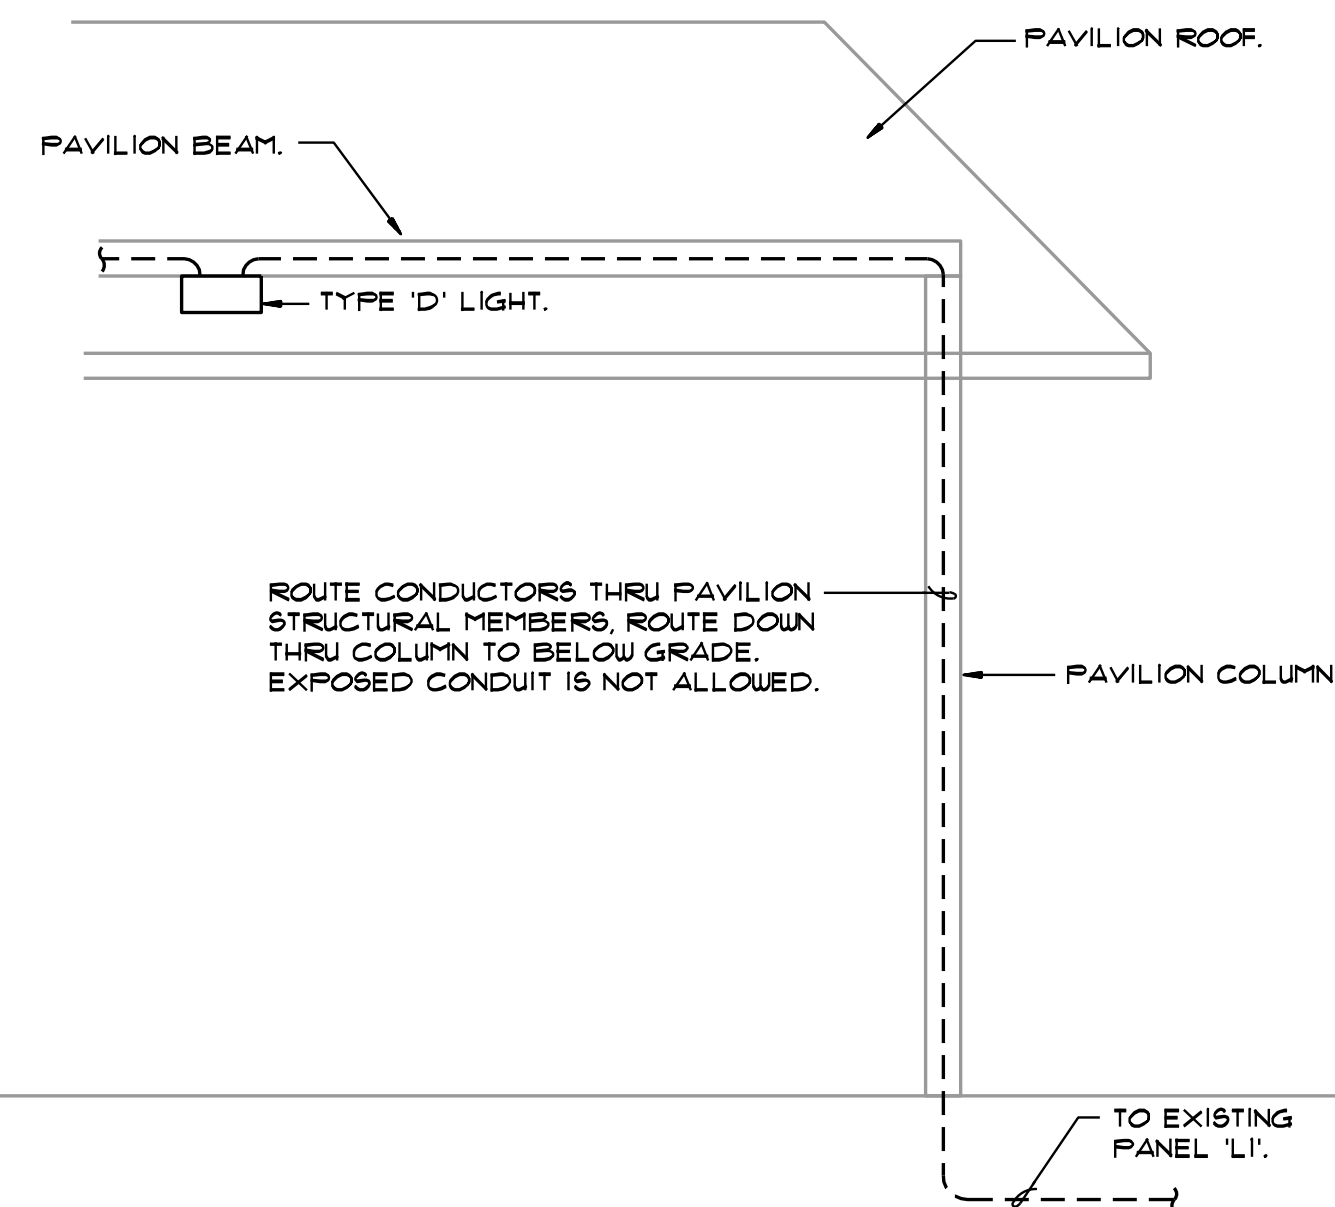 PAVILION ROOF.
PAVILION BEAM.
TYPE 'D' LIGHT.
ROUTE CONDUCTORS THRU PAVILION
STRUCTURAL MEMBERS, ROUTE DOWN
THRU COLUMN TO BELOW GRADE.
EXPOSED CONDUIT IS NOT ALLOWED.
PAVILION COLUMN
TO EXISTING
PANEL 'L1'.